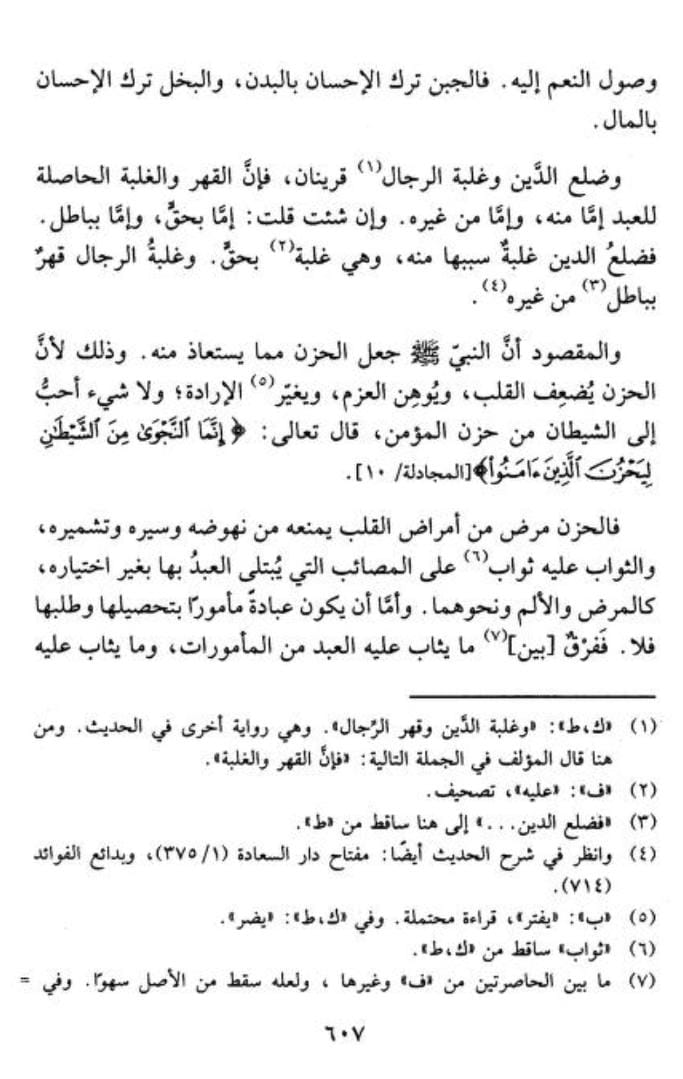 وصول النعم إليه. فالجبن ترك الإحسان بالبدن، والبخل ترك الإحسان
بالمال.
وضلع الدَّين وغلبة الرجال(١) قرينان، فإنَّ القهر والغلبة الحاصلة
للعبد إمَّا منه، وإمَّا من غيره. وإن شئت قلت: إمَّا بحقٍّ، وإمَّا بباطل.
فضلعُ الدين غلبةٌ سببها منه، وهي غلبة(٢) بحقٍّ. وغلبةُ الرجال قهرٌ
بباطل(٣) من غيره(٤).
والمقصود أنَّ النبيّ ﷺ جعل الحزن مما يستعاذ منه. وذلك لأنَّ
الحزن يُضعِف القلب، ويُوهِن العزم، ويغيّر(٥) الإرادة؛ ولا شيء أحبُّ
إلى الشيطان من حزن المؤمن، قال تعالى: ﴿إِنَّمَا ٱلنَّجْوَىٰ مِنَ ٱلشَّيْطَٰنِ
لِيَحْزُنَ ٱلَّذِينَ ءَامَنُواْ﴾[المجادلة/ ١٠].
فالحزن مرض من أمراض القلب يمنعه من نهوضه وسيره وتشميره،
والثواب عليه ثواب(٦) على المصائب التي يُبتلى العبدُ بها بغير اختياره،
كالمرض والألم ونحوهما. وأمَّا أن يكون عبادةً مأمورًا بتحصيلها وطلبها
فلا. فَفرْقٌ [بين](٧) ما يثاب عليه العبد من المأمورات، وما يثاب عليه
(١) «ك،ط»: «وغلبة الدَّين وقهر الرِّجال». وهي رواية أخرى في الحديث. ومن
هنا قال المؤلف في الجملة التالية: «فإنَّ القهر والغلبة».
(٢) «ف»: «عليه»، تصحيف.
(٣) «فضلع الدين...» إلى هنا ساقط من «ط».
(٤) وانظر في شرح الحديث أيضًا: مفتاح دار السعادة (١/ ٣٧٥)، وبدائع الفوائد
(٧١٤).
(٥) «ب»: «يفتر»، قراءة محتملة. وفي «ك،ط»: «يضر».
(٦) «ثواب» ساقط من «ك،ط».
(٧) ما بين الحاصرتين من «ف» وغيرها ، ولعله سقط من الأصل سهوًا. وفي =
٦٠٧